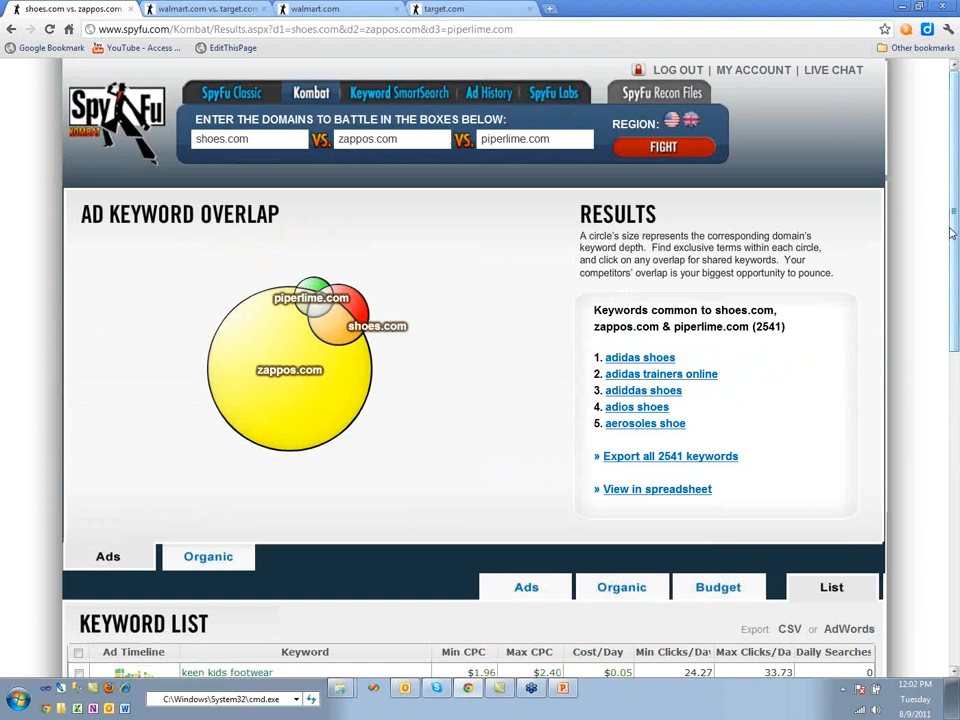 shoes.com vs. zappos.com
walmart.com vs. target.com
walmart.com
target.com
www.spyfu.com/Kombat/Results.aspx?d1=shoes.com&d2=zappos.com&d3=piperlime.com
Google Bookmark
YouTube - Access ...
EditThisPage
Other bookmarks
LOG OUT | MY ACCOUNT | LIVE CHAT
SpyFu
KOMBAT
SpyFu Classic
Kombat
Keyword SmartSearch
Ad History
SpyFu Labs
SpyFu Recon Files
ENTER THE DOMAINS TO BATTLE IN THE BOXES BELOW:
REGION:
shoes.com VS. zappos.com VS. piperlime.com
FIGHT
AD KEYWORD OVERLAP
RESULTS
A circle's size represents the corresponding domain's
keyword depth. Find exclusive terms within each circle,
and click on any overlap for shared keywords. Your
competitors' overlap is your biggest opportunity to pounce.
piperlime.com
shoes.com
zappos.com
Keywords common to shoes.com,
zappos.com & piperlime.com (2541)
1. adidas shoes
2. adidas trainers online
3. adiddas shoes
4. adios shoes
5. aerosoles shoe
» Export all 2541 keywords
» View in spreadsheet
Ads
Organic
Ads
Organic
Budget
List
KEYWORD LIST
Export: CSV or AdWords
Ad Timeline Keyword Min CPC Max CPC Cost/Day Min Clicks/Day Max Clicks/Da Daily Searches
keen kids footwear $1.96 $2.40 $0.05 24.27 33.73 0
C:\Windows\System32\cmd.exe
12:02 PM
Tuesday
8/9/2011